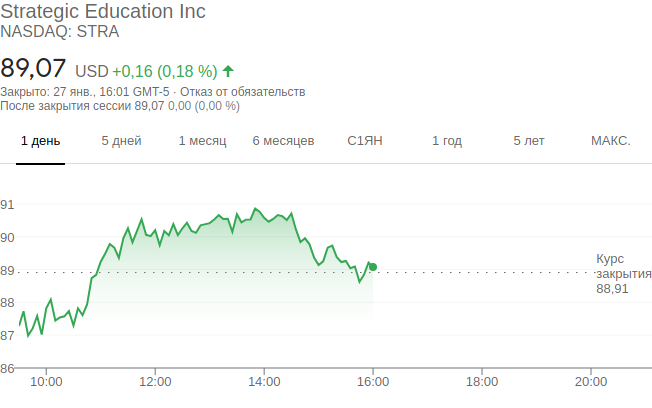 Strategic Education Inc
NASDAQ: STRA
89,07 USD +0,16 (0,18 %)
Закрыто: 27 янв., 16:01 GMT-5 · Отказ от обязательств
После закрытия сессии 89,07 0,00 (0,00 %)
1 день 5 дней 1 месяц 6 месяцев С1ЯН 1 год 5 лет МАКС.
91
90
89
88
87
86
Курс
закрытия
88,91
10:00 12:00 14:00 16:00 18:00 20:00